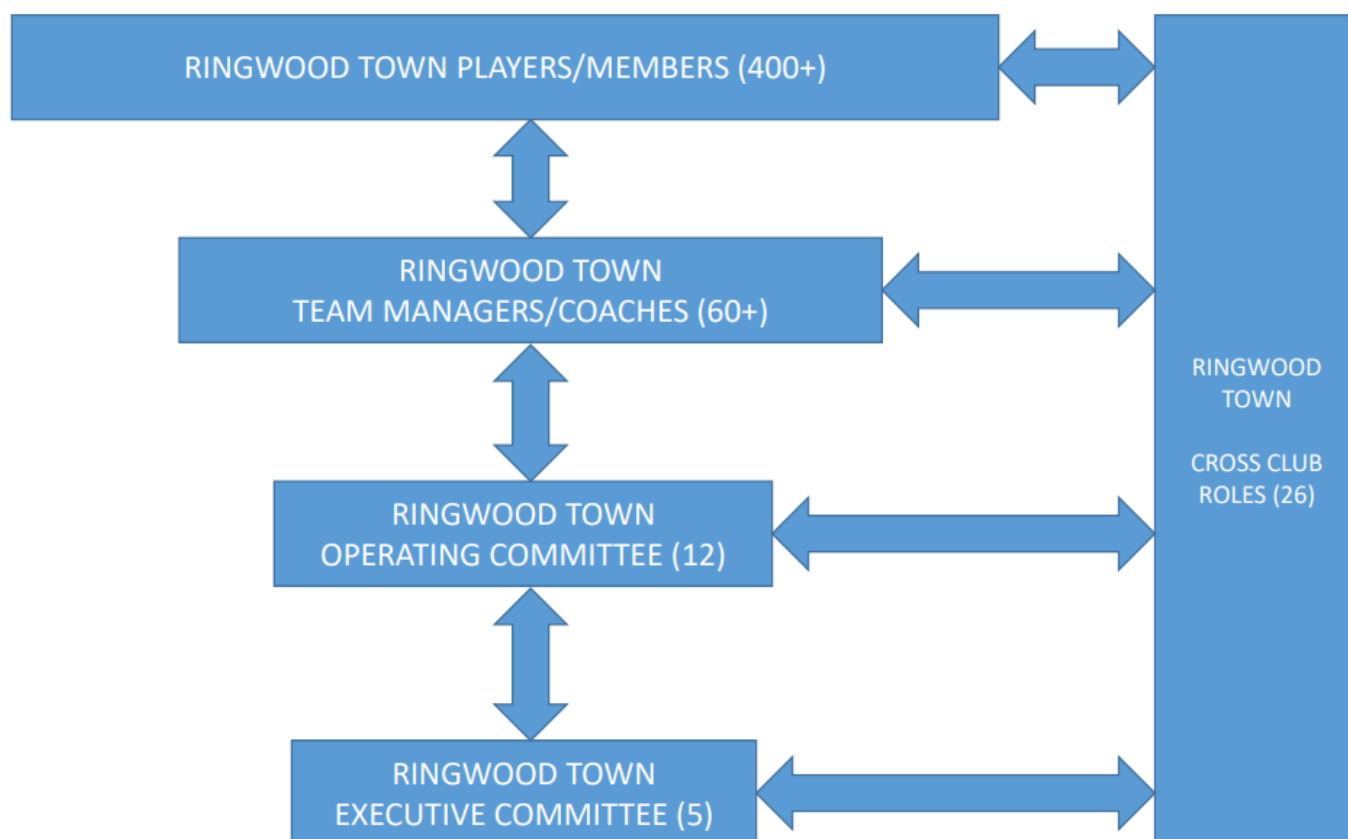 RINGWOOD TOWN PLAYERS/MEMBERS (400+)
RINGWOOD TOWN
TEAM MANAGERS/COACHES (60+)
RINGWOOD TOWN
OPERATING COMMITTEE (12)
RINGWOOD TOWN
EXECUTIVE COMMITTEE (5)
RINGWOOD
TOWN
CROSS CLUB
ROLES (26)